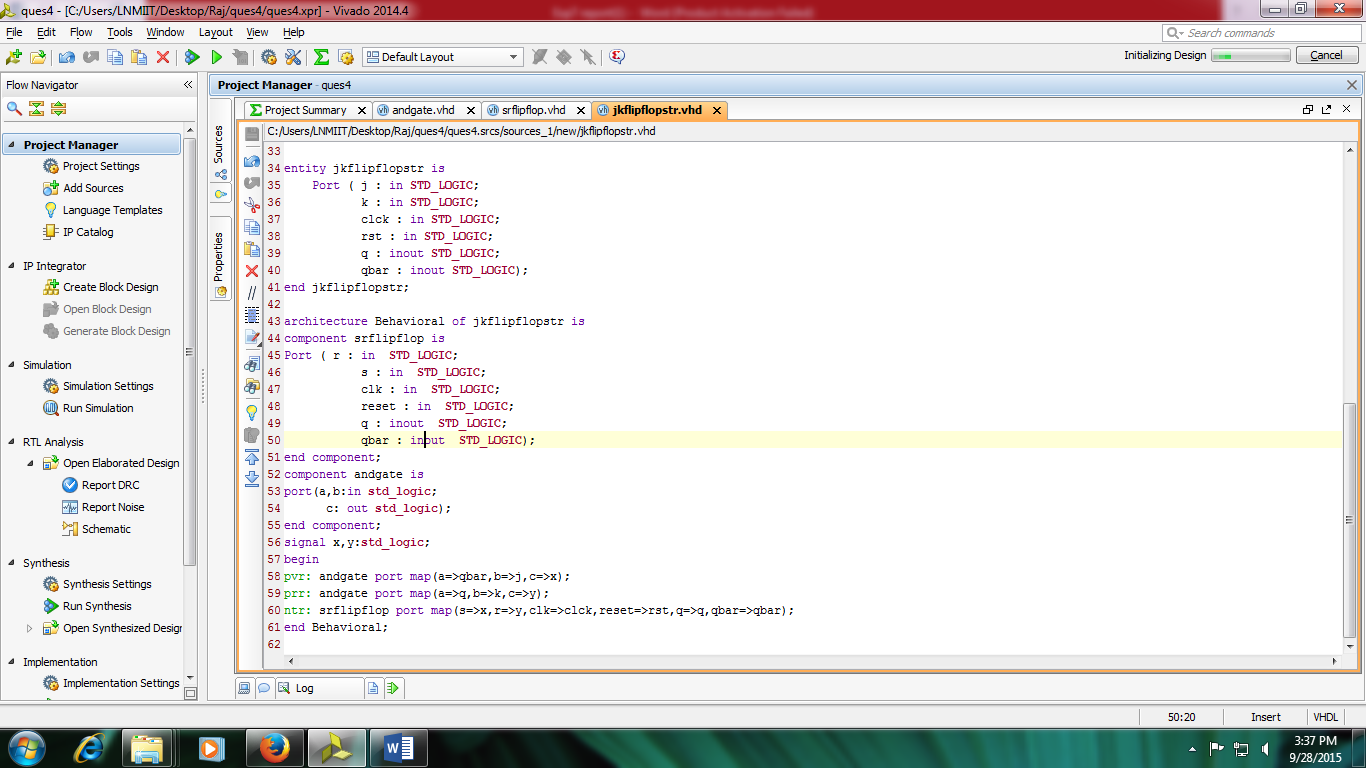 ques4 - [C:/Users/LNMIIT/Desktop/Raj/ques4/ques4.xpr] - Vivado 2014.4
File Edit Flow Tools Window Layout View Help
Search commands
Default Layout
Initializing Design
Cancel
Flow Navigator
Project Manager
Project Settings
Add Sources
Language Templates
IP Catalog
IP Integrator
Create Block Design
Open Block Design
Generate Block Design
Simulation
Simulation Settings
Run Simulation
RTL Analysis
Open Elaborated Design
Report DRC
Report Noise
Schematic
Synthesis
Synthesis Settings
Run Synthesis
Open Synthesized Design
Implementation
Implementation Settings
Project Manager - ques4
Sources
Properties
Project Summary andgate.vhd srflipflop.vhd jkflipflopstr.vhd
C:/Users/LNMIIT/Desktop/Raj/ques4/ques4.srcs/sources_1/new/jkflipflopstr.vhd
33
34 entity jkflipflopstr is
35     Port ( j : in STD_LOGIC;
36            k : in STD_LOGIC;
37            clck : in STD_LOGIC;
38            rst : in STD_LOGIC;
39            q : inout STD_LOGIC;
40            qbar : inout STD_LOGIC);
41 end jkflipflopstr;
42
43 architecture Behavioral of jkflipflopstr is
44 component srflipflop is
45 Port ( r : in  STD_LOGIC;
46            s : in  STD_LOGIC;
47            clk : in  STD_LOGIC;
48            reset : in  STD_LOGIC;
49            q : inout  STD_LOGIC;
50            qbar : inout  STD_LOGIC);
51 end component;
52 component andgate is
53 port(a,b:in std_logic;
54       c: out std_logic);
55 end component;
56 signal x,y:std_logic;
57 begin
58 pvr: andgate port map(a=>qbar,b=>j,c=>x);
59 prr: andgate port map(a=>q,b=>k,c=>y);
60 ntr: srflipflop port map(s=>x,r=>y,clk=>clck,reset=>rst,q=>q,qbar=>qbar);
61 end Behavioral;
62
Log
50:20 Insert VHDL
3:37 PM
9/28/2015